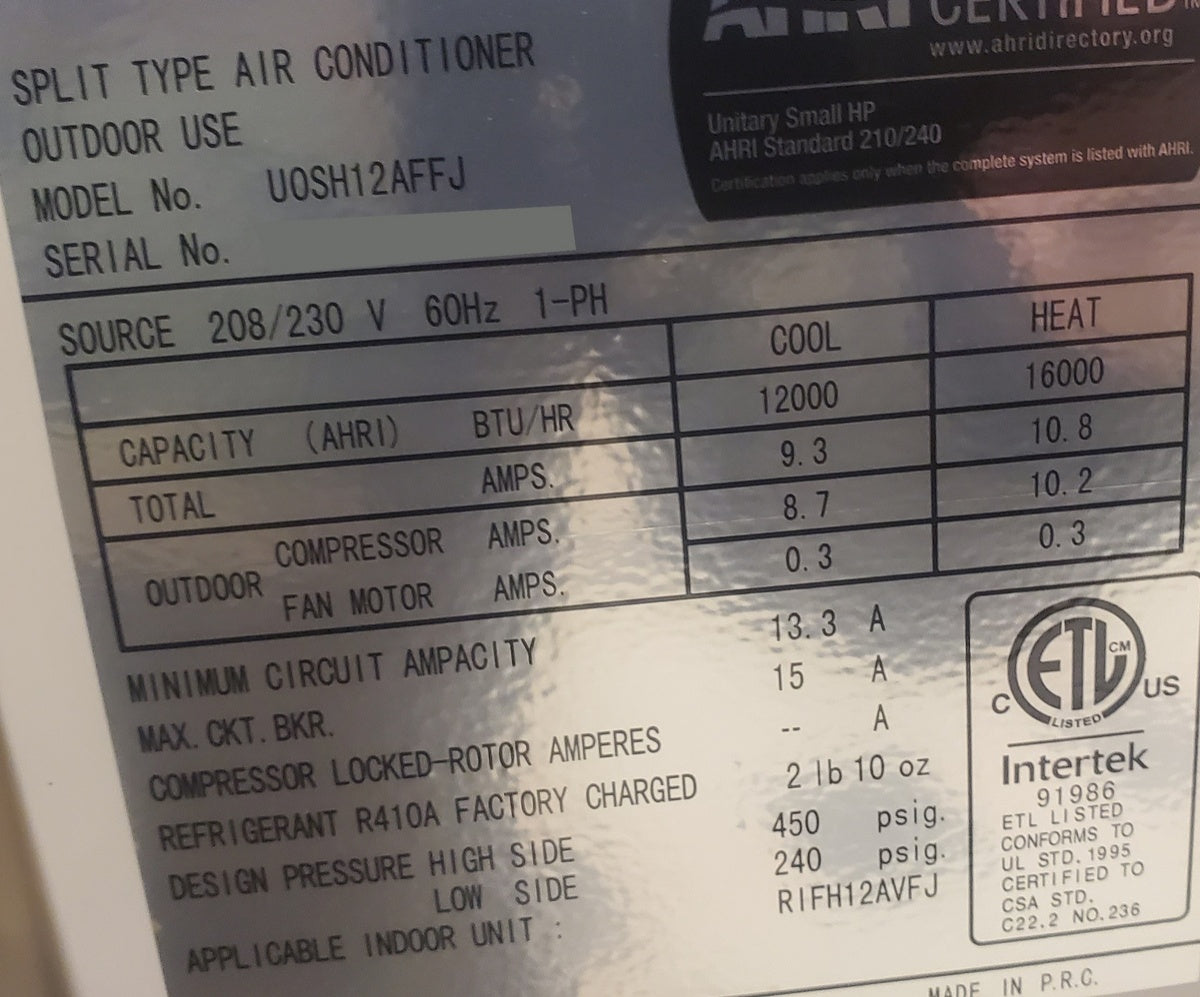 SPLIT TYPE AIR CONDITIONER
OUTDOOR USE
MODEL No. UOSH12AFFJ
SERIAL No.
AHRI CERTIFIED
www.ahridirectory.org
Unitary Small HP
AHRI Standard 210/240
Certification applies only when the complete system is listed with AHRI.
SOURCE 208/230 V 60Hz 1-PH
COOL HEAT
CAPACITY (AHRI) BTU/HR 12000 16000
TOTAL AMPS. 9.3 10.8
OUTDOOR COMPRESSOR AMPS. 8.7 10.2
FAN MOTOR AMPS. 0.3 0.3
MINIMUM CIRCUIT AMPACITY 13.3 A
MAX. CKT. BKR. 15 A
COMPRESSOR LOCKED-ROTOR AMPERES -- A
REFRIGERANT R410A FACTORY CHARGED 2 lb 10 oz
DESIGN PRESSURE HIGH SIDE 450 psig.
LOW SIDE 240 psig.
APPLICABLE INDOOR UNIT : RIFH12AVFJ
ETL CM
C US
LISTED
Intertek
91986
ETL LISTED
CONFORMS TO
UL STD. 1995
CERTIFIED TO
CSA STD.
C22.2 NO.236
MADE IN P.R.C.